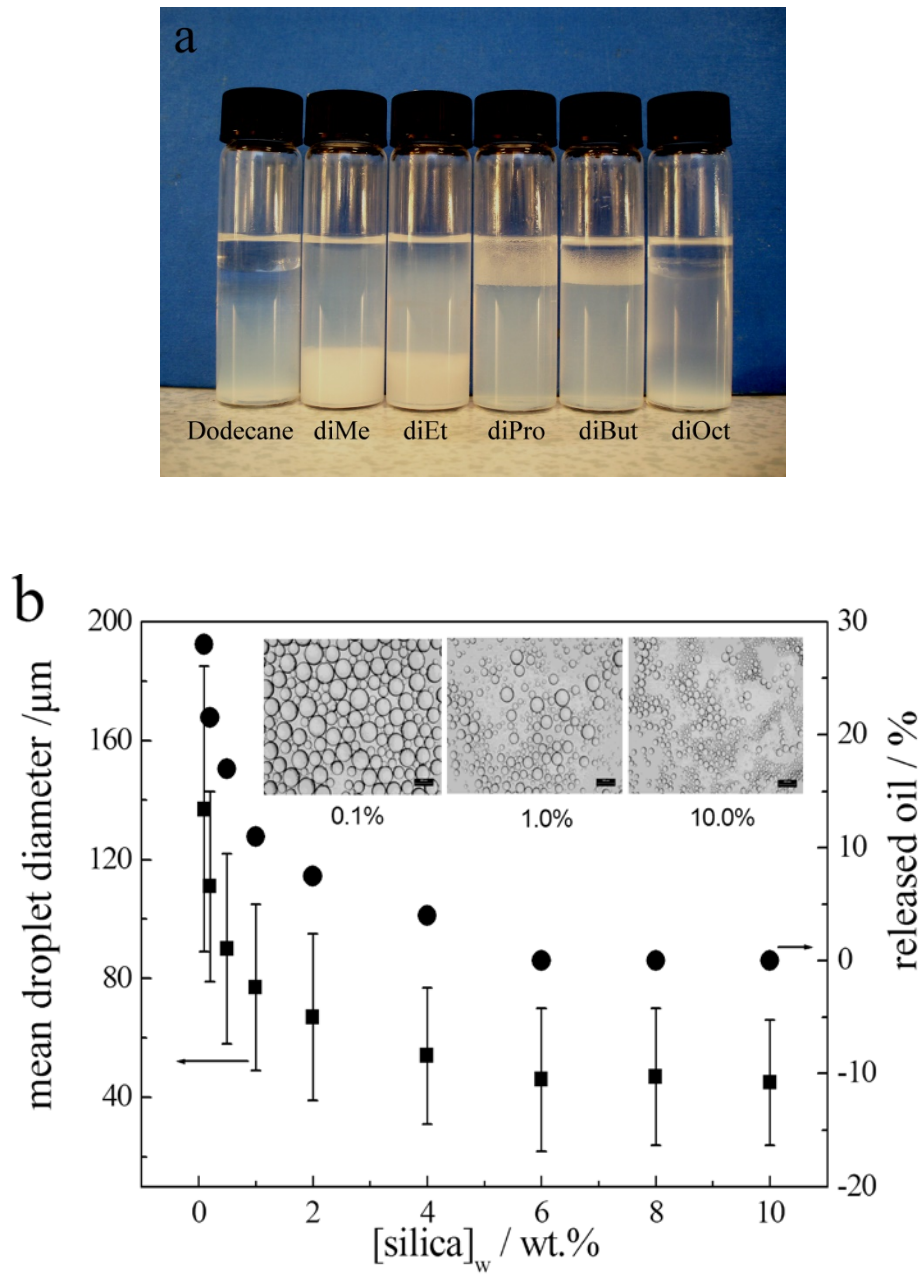 a
Dodecane diMe diEt diPro diBut diOct
b
mean droplet diameter /μm
200
160
120
80
40
0.1% 1.0% 10.0%
30
20
10
0
-10
-20
released oil / %
0 2 4 6 8 10
[silica]w / wt.%